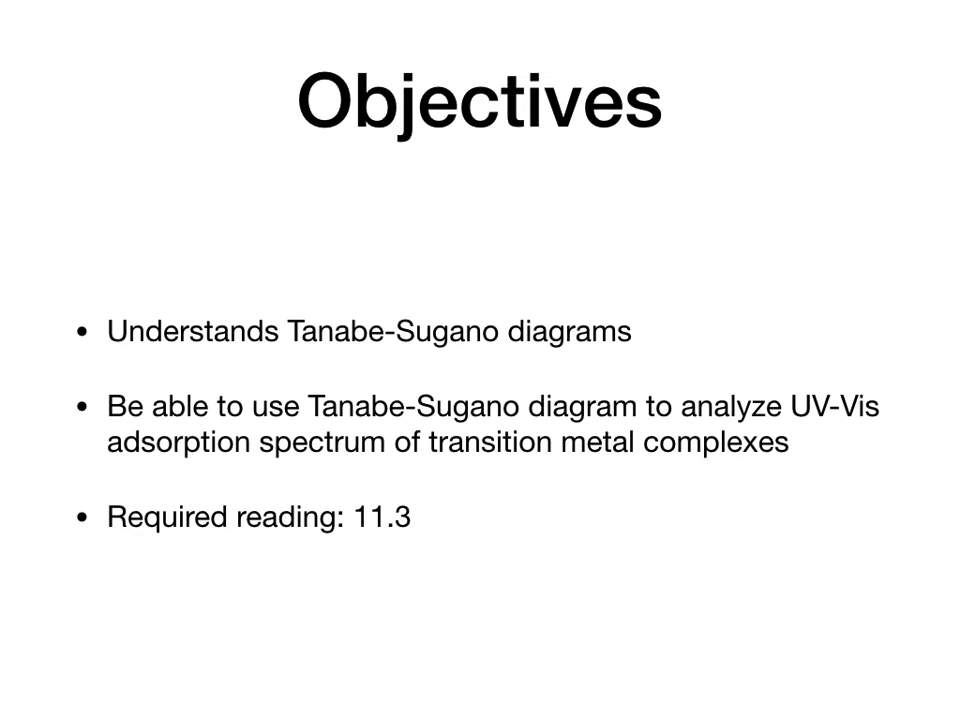 Objectives
• Understands Tanabe-Sugano diagrams
• Be able to use Tanabe-Sugano diagram to analyze UV-Vis
adsorption spectrum of transition metal complexes
• Required reading: 11.3